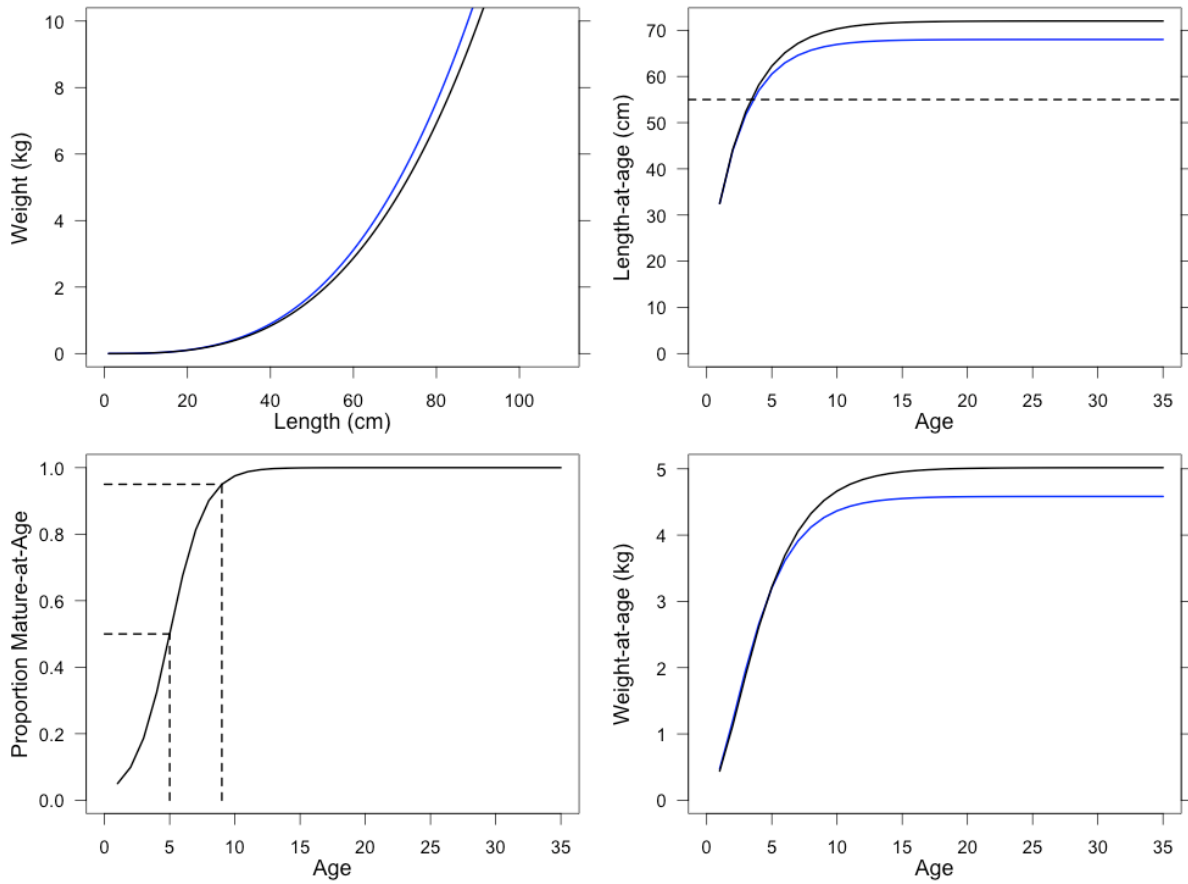 10
8
6
4
2
0
Weight (kg)
0 20 40 60 80 100
Length (cm)
70
60
50
40
30
20
10
0
Length-at-age (cm)
0 5 10 15 20 25 30 35
Age
1.0
0.8
0.6
0.4
0.2
0.0
Proportion Mature-at-Age
0 5 10 15 20 25 30 35
Age
5
4
3
2
1
0
Weight-at-age (kg)
0 5 10 15 20 25 30 35
Age